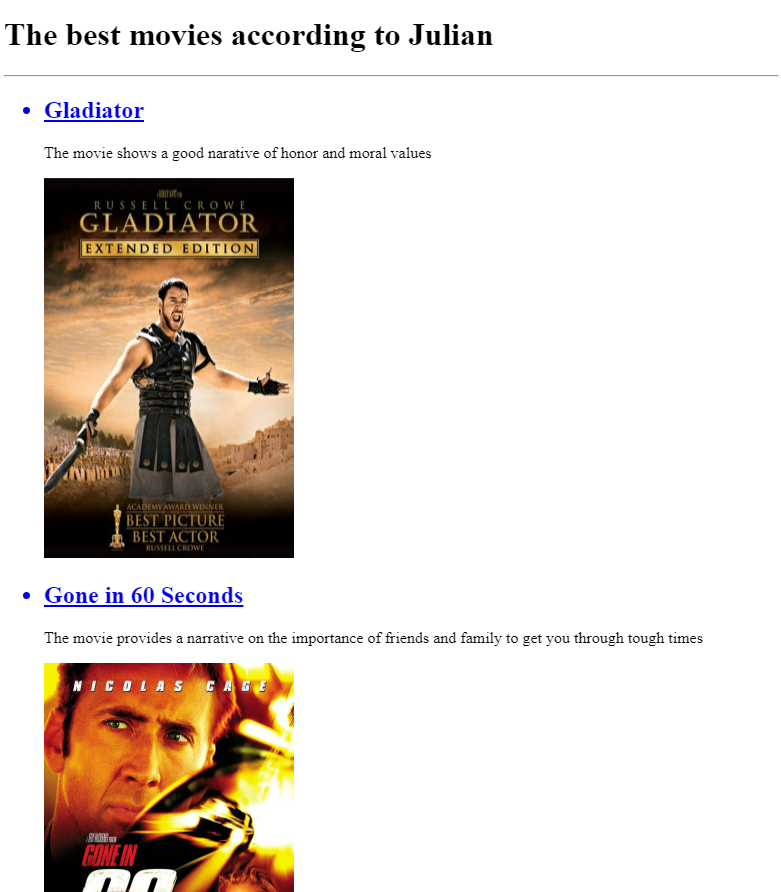 The best movies according to Julian
Gladiator
The movie shows a good narative of honor and moral values
RUSSELL CROWE
GLADIATOR
EXTENDED EDITION
ACADEMY AWARD WINNER
BEST PICTURE
BEST ACTOR
RUSSELL CROWE
Gone in 60 Seconds
The movie provides a narrative on the importance of friends and family to get you through tough times
NICOLAS CAGE
GONE IN
60